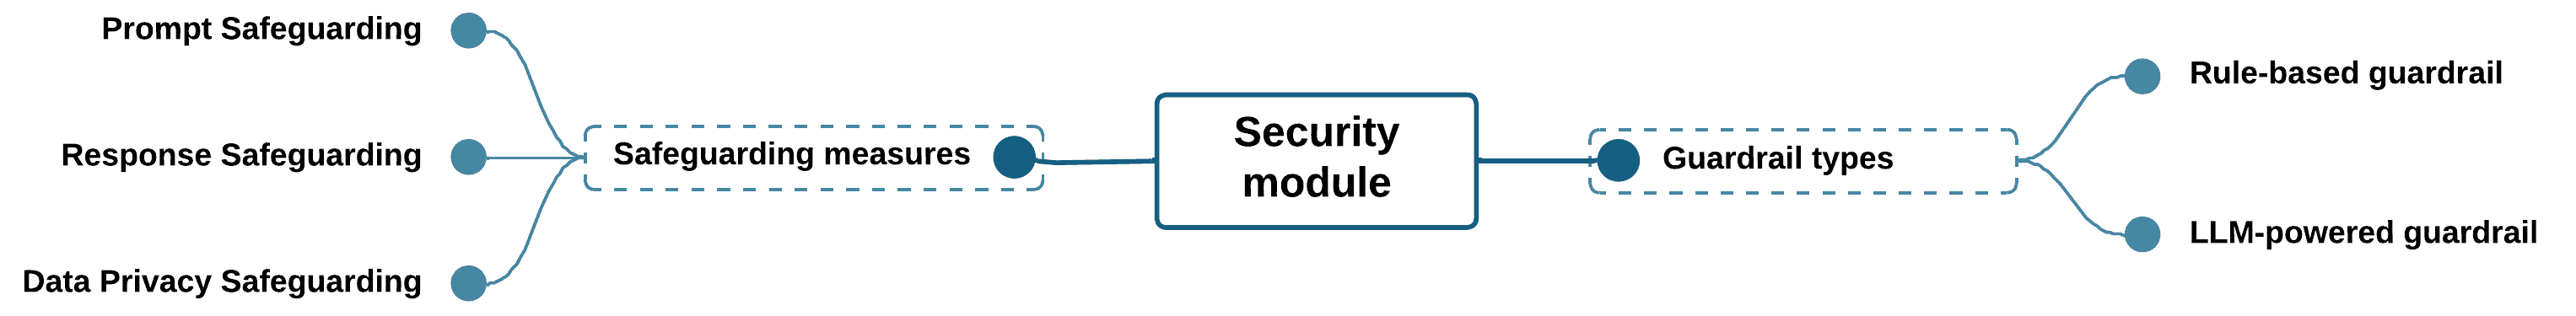 Prompt Safeguarding
Response Safeguarding
Data Privacy Safeguarding
Safeguarding measures
Security
module
Guardrail types
Rule-based guardrail
LLM-powered guardrail